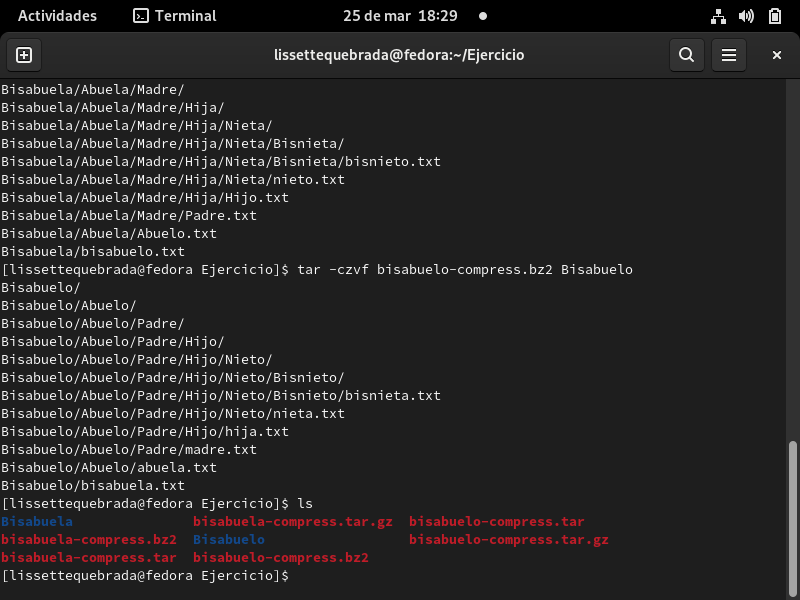 Actividades Terminal 25 de mar 18:29
lissettequebrada@fedora:~/Ejercicio
Bisabuela/Abuela/Madre/
Bisabuela/Abuela/Madre/Hija/
Bisabuela/Abuela/Madre/Hija/Nieta/
Bisabuela/Abuela/Madre/Hija/Nieta/Bisnieta/
Bisabuela/Abuela/Madre/Hija/Nieta/Bisnieta/bisnieto.txt
Bisabuela/Abuela/Madre/Hija/Nieta/nieto.txt
Bisabuela/Abuela/Madre/Hija/Hijo.txt
Bisabuela/Abuela/Madre/Padre.txt
Bisabuela/Abuela/Abuelo.txt
Bisabuela/bisabuelo.txt
[lissettequebrada@fedora Ejercicio]$ tar -czvf bisabuelo-compress.bz2 Bisabuelo
Bisabuelo/
Bisabuelo/Abuelo/
Bisabuelo/Abuelo/Padre/
Bisabuelo/Abuelo/Padre/Hijo/
Bisabuelo/Abuelo/Padre/Hijo/Nieto/
Bisabuelo/Abuelo/Padre/Hijo/Nieto/Bisnieto/
Bisabuelo/Abuelo/Padre/Hijo/Nieto/Bisnieto/bisnieta.txt
Bisabuelo/Abuelo/Padre/Hijo/Nieto/nieta.txt
Bisabuelo/Abuelo/Padre/Hijo/hija.txt
Bisabuelo/Abuelo/Padre/madre.txt
Bisabuelo/Abuelo/abuela.txt
Bisabuelo/bisabuela.txt
[lissettequebrada@fedora Ejercicio]$ ls
Bisabuela bisabuela-compress.tar.gz bisabuelo-compress.tar
bisabuela-compress.bz2 Bisabuelo bisabuelo-compress.tar.gz
bisabuela-compress.tar bisabuelo-compress.bz2
[lissettequebrada@fedora Ejercicio]$